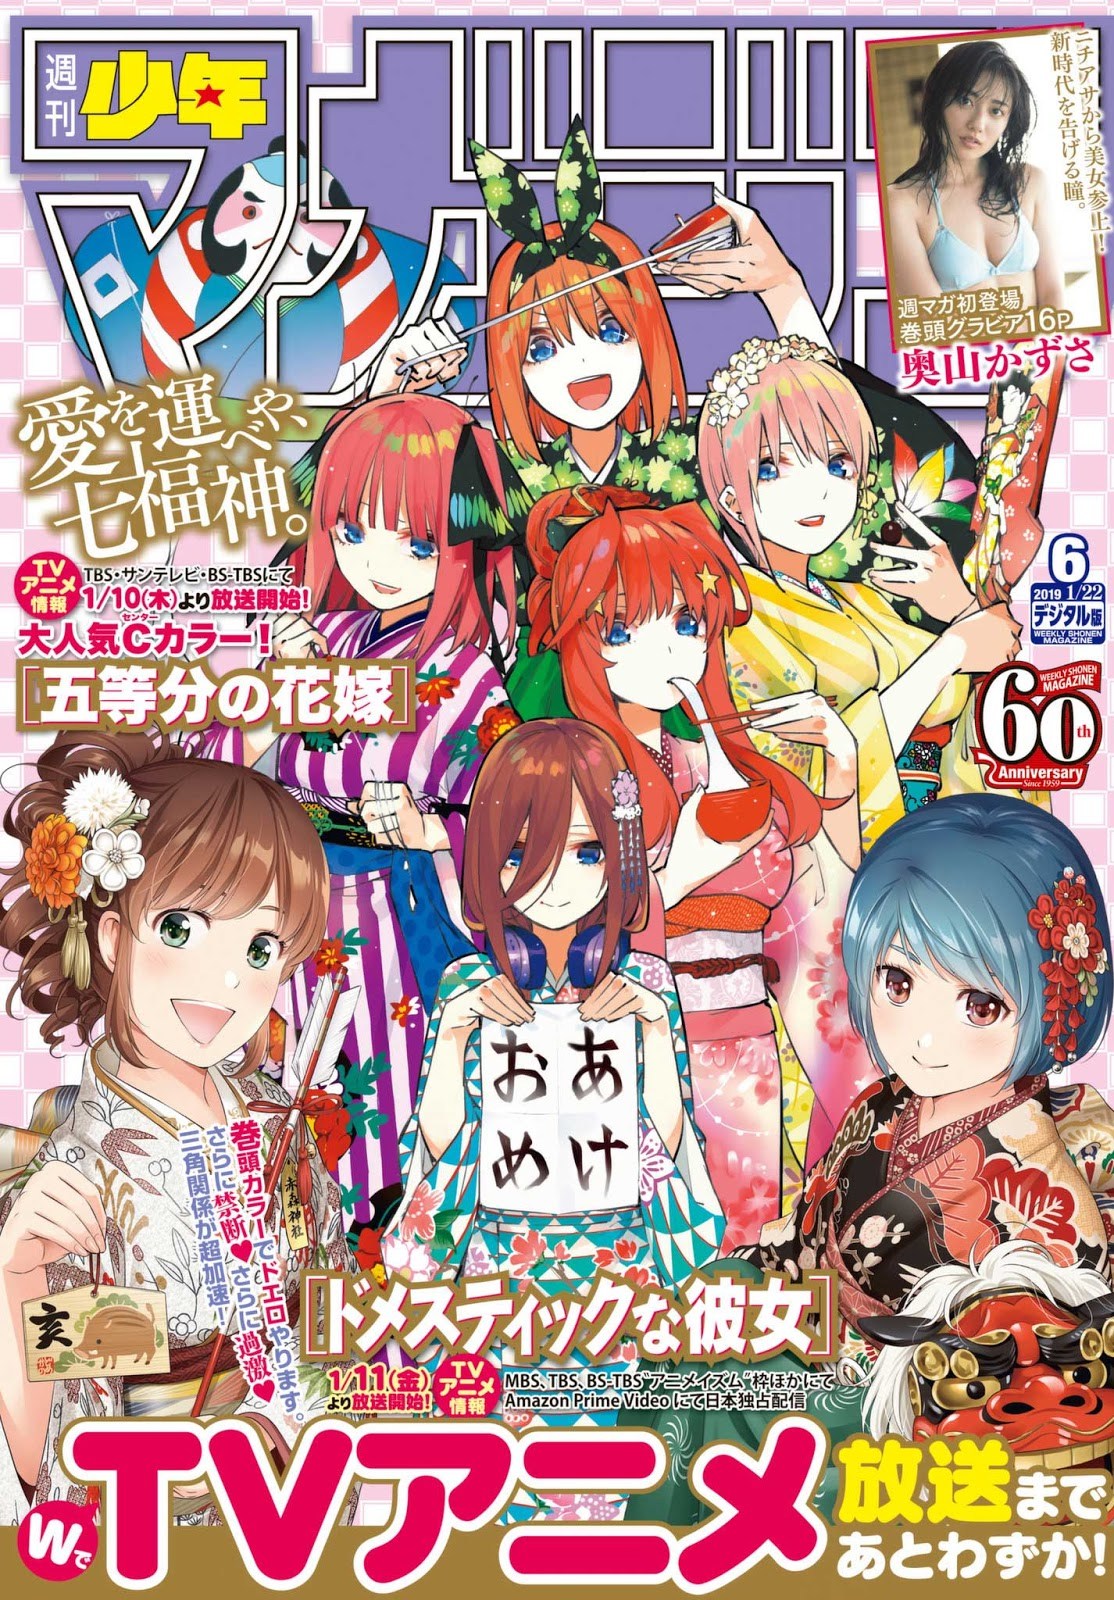 週刊
少年
マガジン
ニチアサから美女参上！
新時代を告げる瞳。
週マガ初登場
巻頭グラビア16P
奥山かずさ
愛を運べや、
七福神。
TV
アニメ
情報
TBS・サンテレビ・BS-TBSにて
1/10(木)より放送開始！
センター
大人気Cカラー！
[五等分の花嫁]
6
2019 1/22
デジタル版
WEEKLY SHONEN
MAGAZINE
WEEKLY SHONEN
MAGAZINE
60th
Anniversary
Since 1959
あけ
おめ
赤森神社
亥
巻頭カラーでドエロやります。
さらに禁断♥さらに過激♥
三角関係が超加速！
[ドメスティックな彼女]
1/11(金)
より放送開始！
TV
アニメ
情報
MBS、TBS、BS-TBS"アニメイズム"枠ほかにて
Amazon Prime Videoにて日本独占配信
Wで
TVアニメ
放送まで
あとわずか！